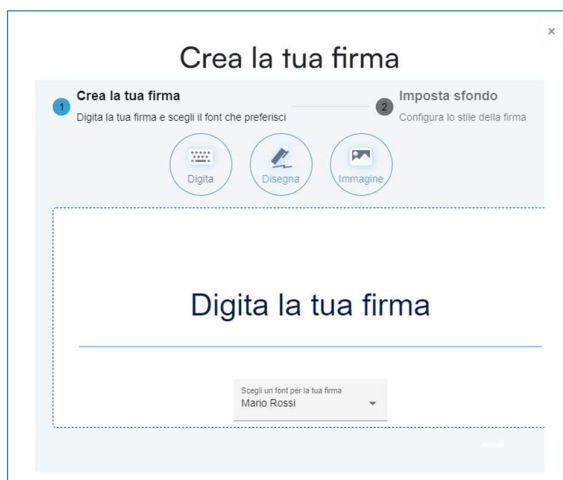 ×
Crea la tua firma
1 Crea la tua firma
Digita la tua firma e scegli il font che preferisci
2 Imposta sfondo
Configura lo stile della firma
Digita
Disegna
Immagine
Digita la tua firma
Scegli un font per la tua firma
Mario Rossi